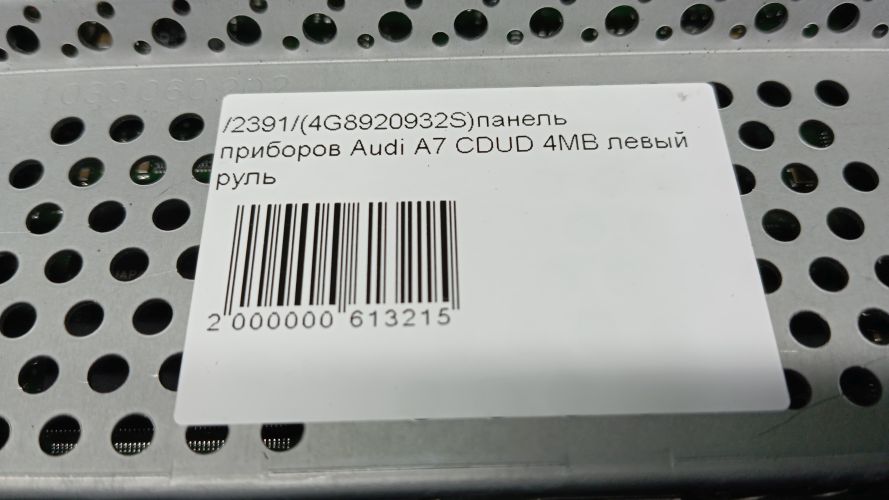 /2391/(4G8920932S)панель
приборов Audi A7 CDUD 4MB левый
руль
2 000000 613215